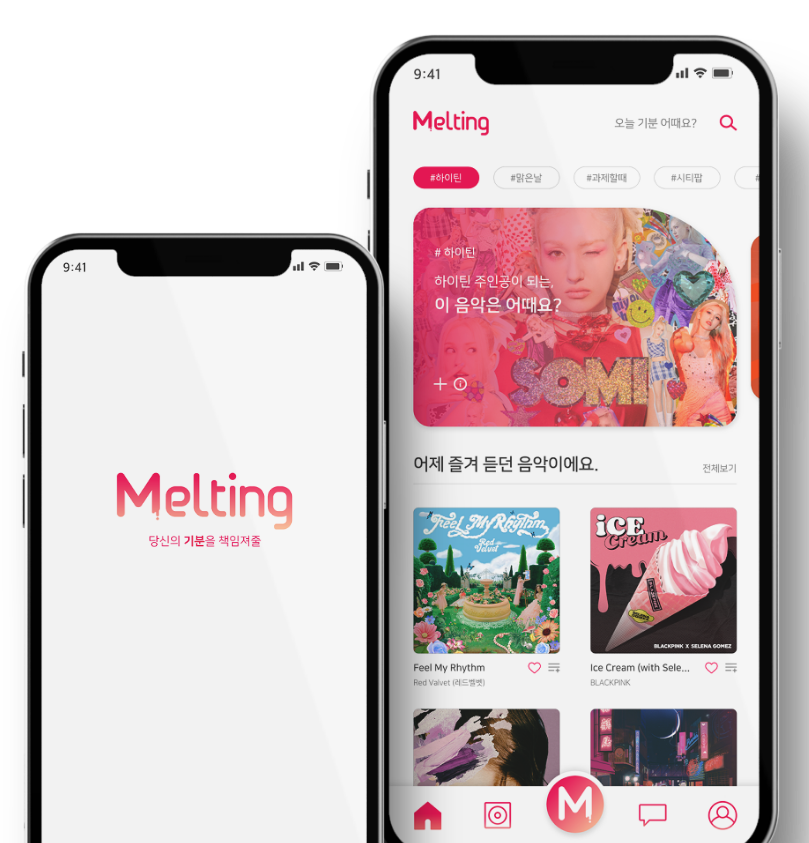 9:41
Melting
당신의 기분을 책임져줄
9:41
Melting
오늘 기분 어때요?
#하이틴
#맑은날
#과제할때
#시티팝
#
# 하이틴
하이틴 주인공이 되는,
이 음악은 어때요?
SOMI
어제 즐겨 듣던 음악이에요.
전체보기
Feel My Rhythm
Red Velvet
iCE
Cream
BLACKPINK X SELENA GOMEZ
Feel My Rhythm
Red Valvet (레드벨벳)
Ice Cream (with Sele...
BLACKPINK
M